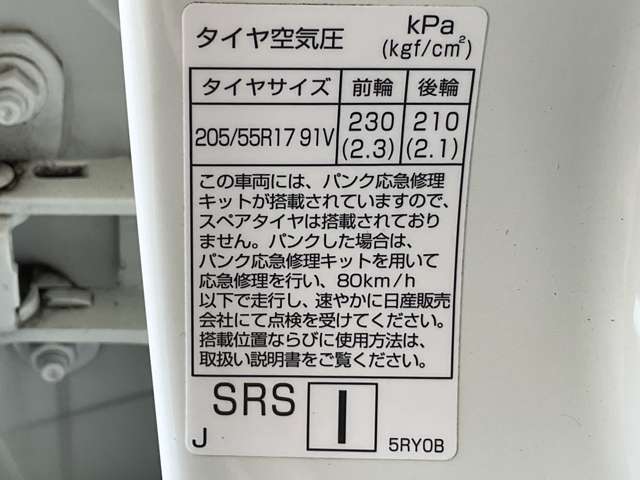 タイヤ空気圧 kPa
(kgf/cm²)
タイヤサイズ 前輪 後輪
205/55R17 91V 230 210
(2.3) (2.1)
この車両には、パンク応急修理
キットが搭載されていますので、
スペアタイヤは搭載されており
ません。パンクした場合は、
パンク応急修理キットを用いて
応急修理を行い、80km/h
以下で走行し、速やかに日産販売
会社にて点検を受けてください。
搭載位置ならびに使用方法は、
取扱い説明書をご覧ください。
SRS I
J 5RY0B